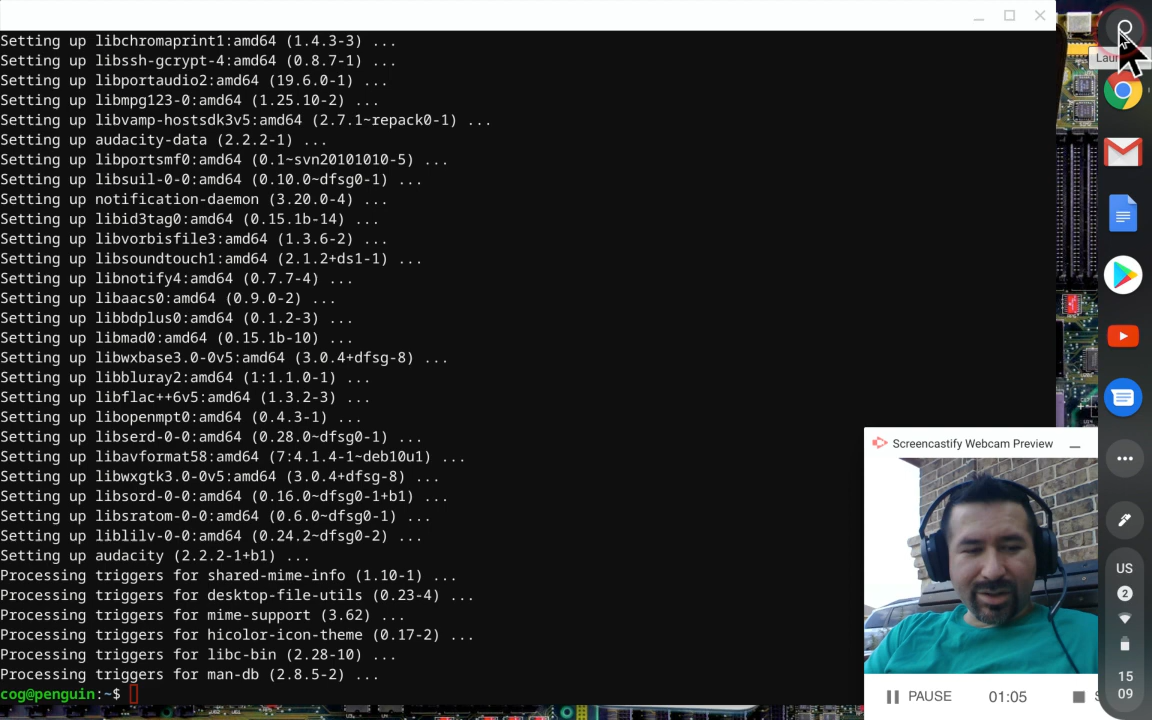 Setting up libchromaprint1:amd64 (1.4.3-3) ...
Setting up libssh-gcrypt-4:amd64 (0.8.7-1) ...
Setting up libportaudio2:amd64 (19.6.0-1) ...
Setting up libmpg123-0:amd64 (1.25.10-2) ...
Setting up libvamp-hostsdk3v5:amd64 (2.7.1~repack0-1) ...
Setting up audacity-data (2.2.2-1) ...
Setting up libportsmf0:amd64 (0.1~svn20101010-5) ...
Setting up libsuil-0-0:amd64 (0.10.0~dfsg0-1) ...
Setting up notification-daemon (3.20.0-4) ...
Setting up libid3tag0:amd64 (0.15.1b-14) ...
Setting up libvorbisfile3:amd64 (1.3.6-2) ...
Setting up libsoundtouch1:amd64 (2.1.2+ds1-1) ...
Setting up libnotify4:amd64 (0.7.7-4) ...
Setting up libaacs0:amd64 (0.9.0-2) ...
Setting up libbdplus0:amd64 (0.1.2-3) ...
Setting up libmad0:amd64 (0.15.1b-10) ...
Setting up libwxbase3.0-0v5:amd64 (3.0.4+dfsg-8) ...
Setting up libbluray2:amd64 (1:1.1.0-1) ...
Setting up libflac++6v5:amd64 (1.3.2-3) ...
Setting up libopenmpt0:amd64 (0.4.3-1) ...
Setting up libserd-0-0:amd64 (0.28.0~dfsg0-1) ...
Setting up libavformat58:amd64 (7:4.1.4-1~deb10u1) ...
Setting up libwxgtk3.0-0v5:amd64 (3.0.4+dfsg-8) ...
Setting up libsord-0-0:amd64 (0.16.0~dfsg0-1+b1) ...
Setting up libsratom-0-0:amd64 (0.6.0~dfsg0-1) ...
Setting up liblilv-0-0:amd64 (0.24.2~dfsg0-2) ...
Setting up audacity (2.2.2-1+b1) ...
Processing triggers for shared-mime-info (1.10-1) ...
Processing triggers for desktop-file-utils (0.23-4) ...
Processing triggers for mime-support (3.62) ...
Processing triggers for hicolor-icon-theme (0.17-2) ...
Processing triggers for libc-bin (2.28-10) ...
Processing triggers for man-db (2.8.5-2) ...
cog@penguin:~$
Screencastify Webcam Preview
PAUSE 01:05
US
2
15
09